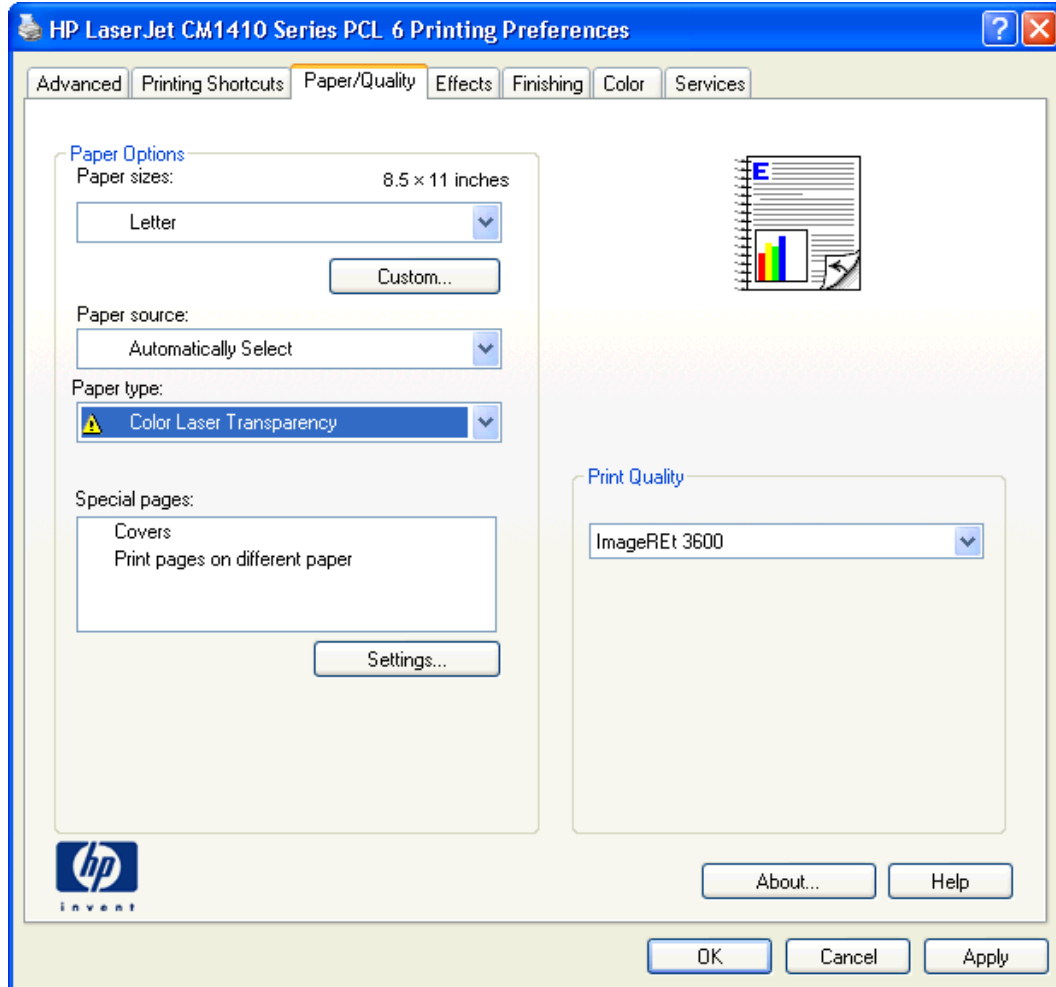 HP LaserJet CM1410 Series PCL 6 Printing Preferences
Advanced Printing Shortcuts Paper/Quality Effects Finishing Color Services
Paper Options
Paper sizes: 8.5 × 11 inches
Letter
Custom...
Paper source:
Automatically Select
Paper type:
Color Laser Transparency
Special pages:
Covers
Print pages on different paper
Settings...
E
Print Quality
ImageREt 3600
hp
invent
About... Help
OK Cancel Apply